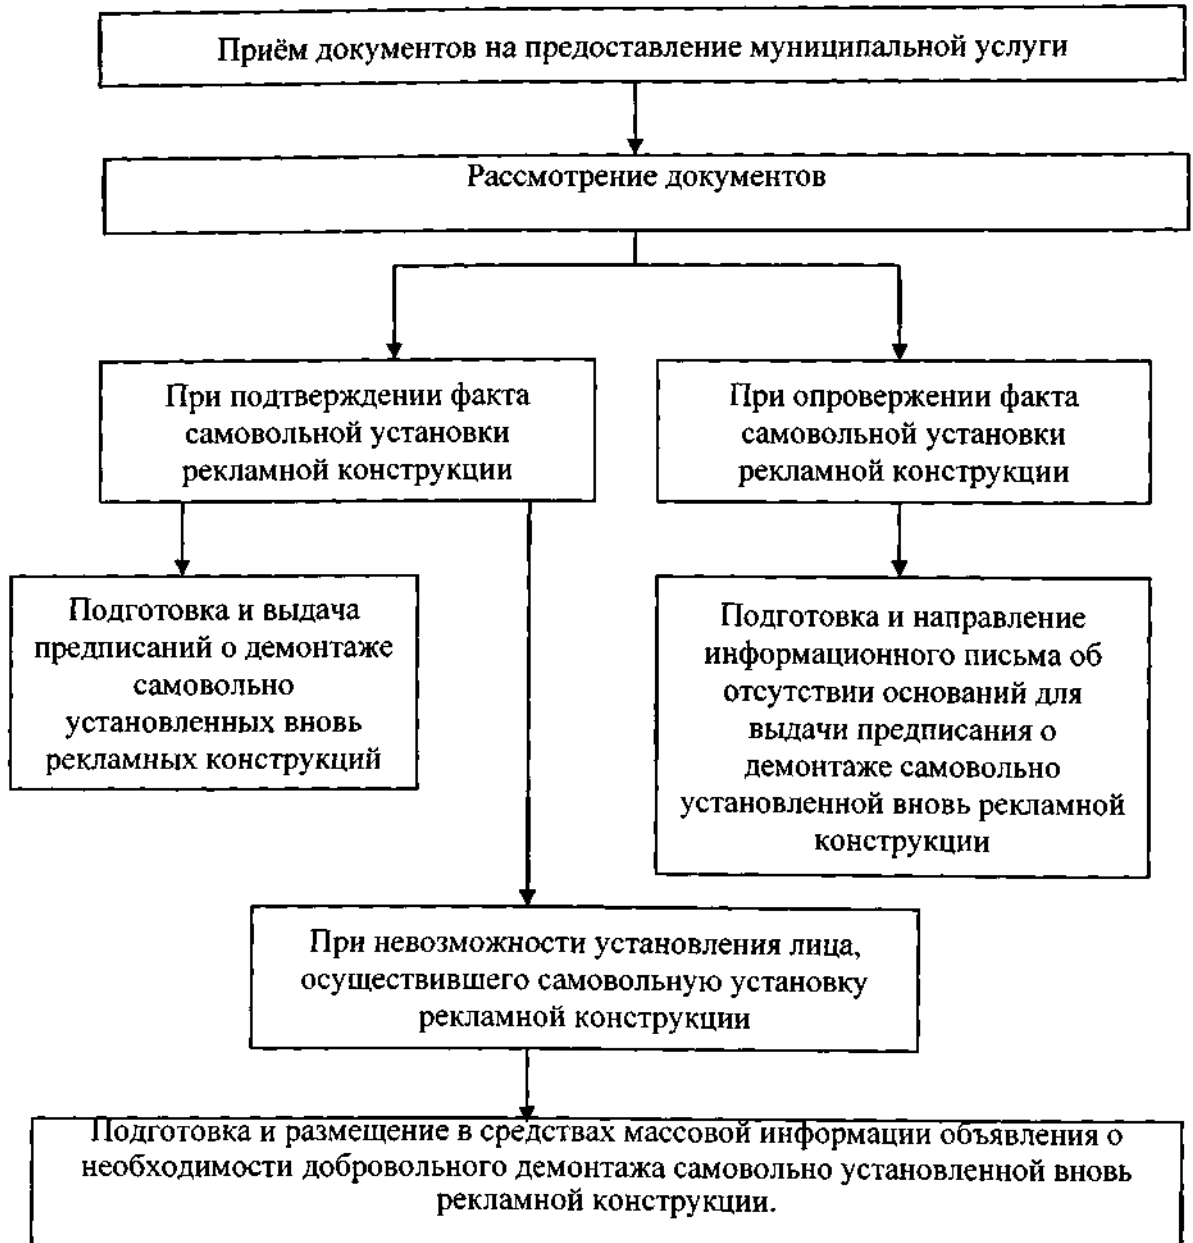 Приём документов на предоставление муниципальной услуги
Рассмотрение документов
При подтверждении факта
самовольной установки
рекламной конструкции
При опровержении факта
самовольной установки
рекламной конструкции
Подготовка и выдача
предписаний о демонтаже
самовольно
установленных вновь
рекламных конструкций
Подготовка и направление
информационного письма об
отсутствии оснований для
выдачи предписания о
демонтаже самовольно
установленной вновь рекламной
конструкции
При невозможности установления лица,
осуществившего самовольную установку
рекламной конструкции
Подготовка и размещение в средствах массовой информации объявления о
необходимости добровольного демонтажа самовольно установленной вновь
рекламной конструкции.